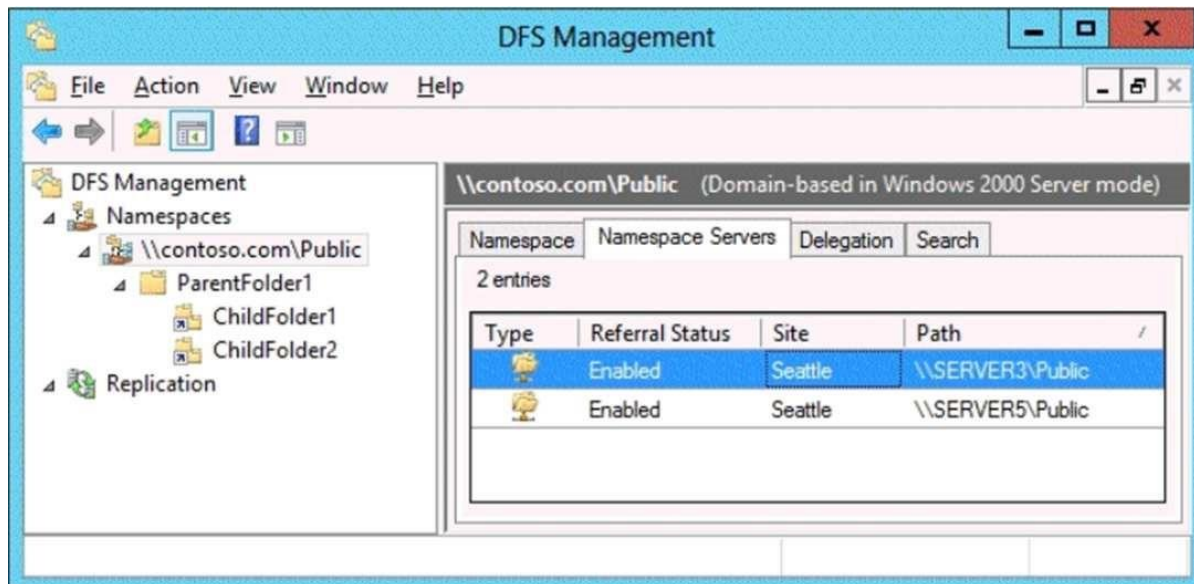 DFS Management
File Action View Window Help
DFS Management
Namespaces
\\contoso.com\Public
ParentFolder1
ChildFolder1
ChildFolder2
Replication
\\contoso.com\Public (Domain-based in Windows 2000 Server mode)
Namespace Namespace Servers Delegation Search
2 entries
Type Referral Status Site Path
Enabled Seattle \\SERVER3\Public
Enabled Seattle \\SERVER5\Public